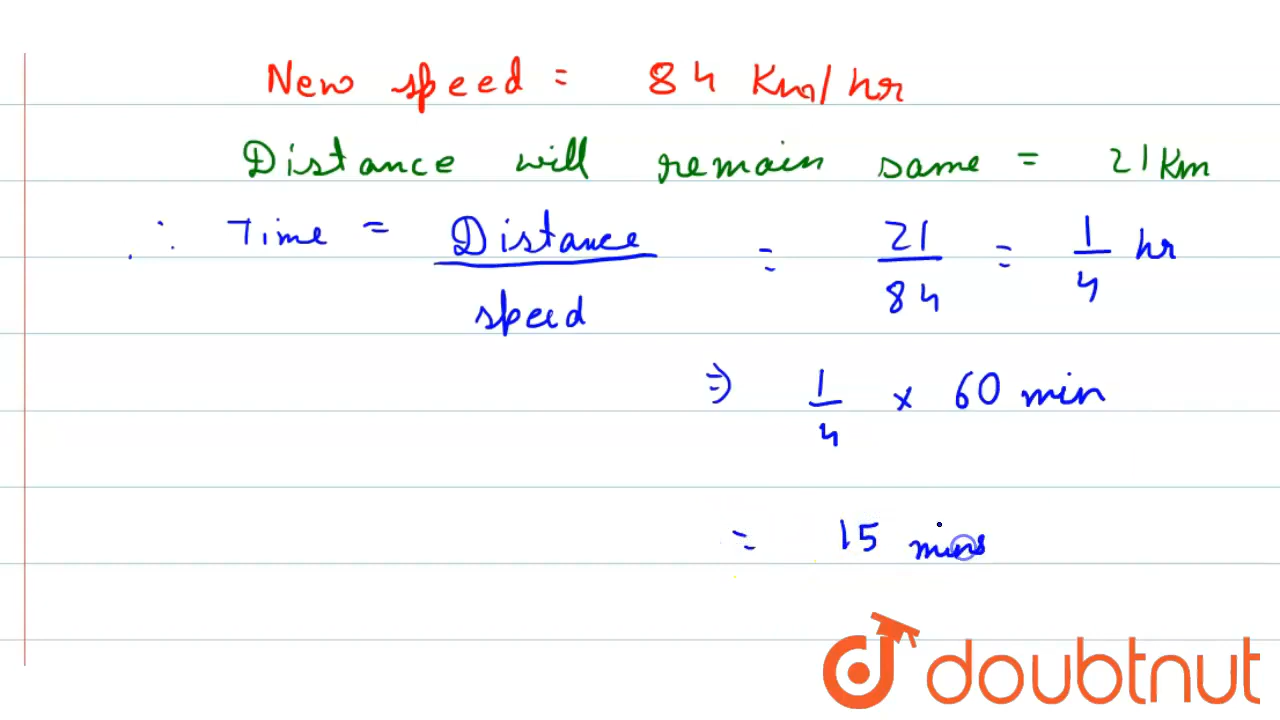 New speed = 84 Km/hr
Distance will remain same = 21 Km
∴ Time = Distance / speed = 21/84 = 1/4 hr
⇒ 1/4 × 60 min
= 15 mins
doubtnut